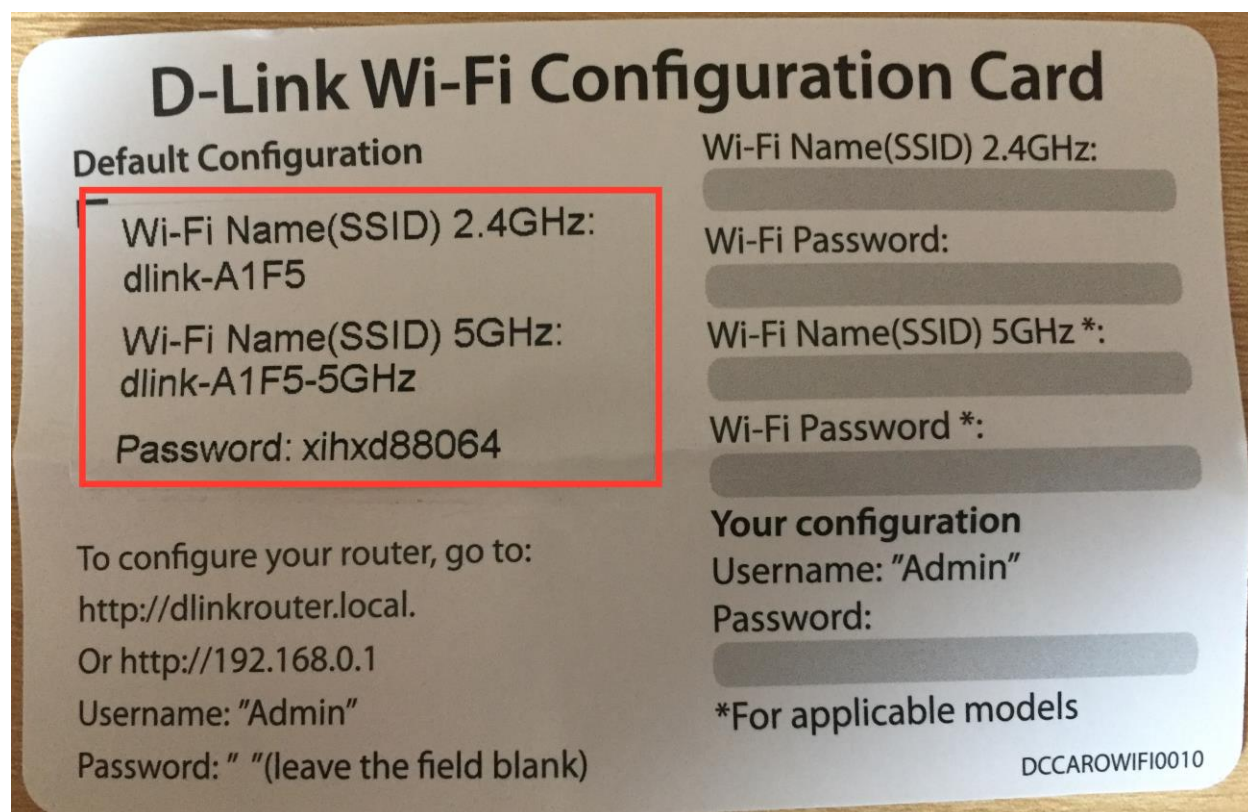 D-Link Wi-Fi Configuration Card
Default Configuration
Wi-Fi Name(SSID) 2.4GHz:
dlink-A1F5
Wi-Fi Name(SSID) 5GHz:
dlink-A1F5-5GHz
Password: xihxd88064
To configure your router, go to:
http://dlinkrouter.local.
Or http://192.168.0.1
Username: "Admin"
Password: " "(leave the field blank)
Wi-Fi Name(SSID) 2.4GHz:
Wi-Fi Password:
Wi-Fi Name(SSID) 5GHz *:
Wi-Fi Password *:
Your configuration
Username: "Admin"
Password:
*For applicable models
DCCAROWIFI0010